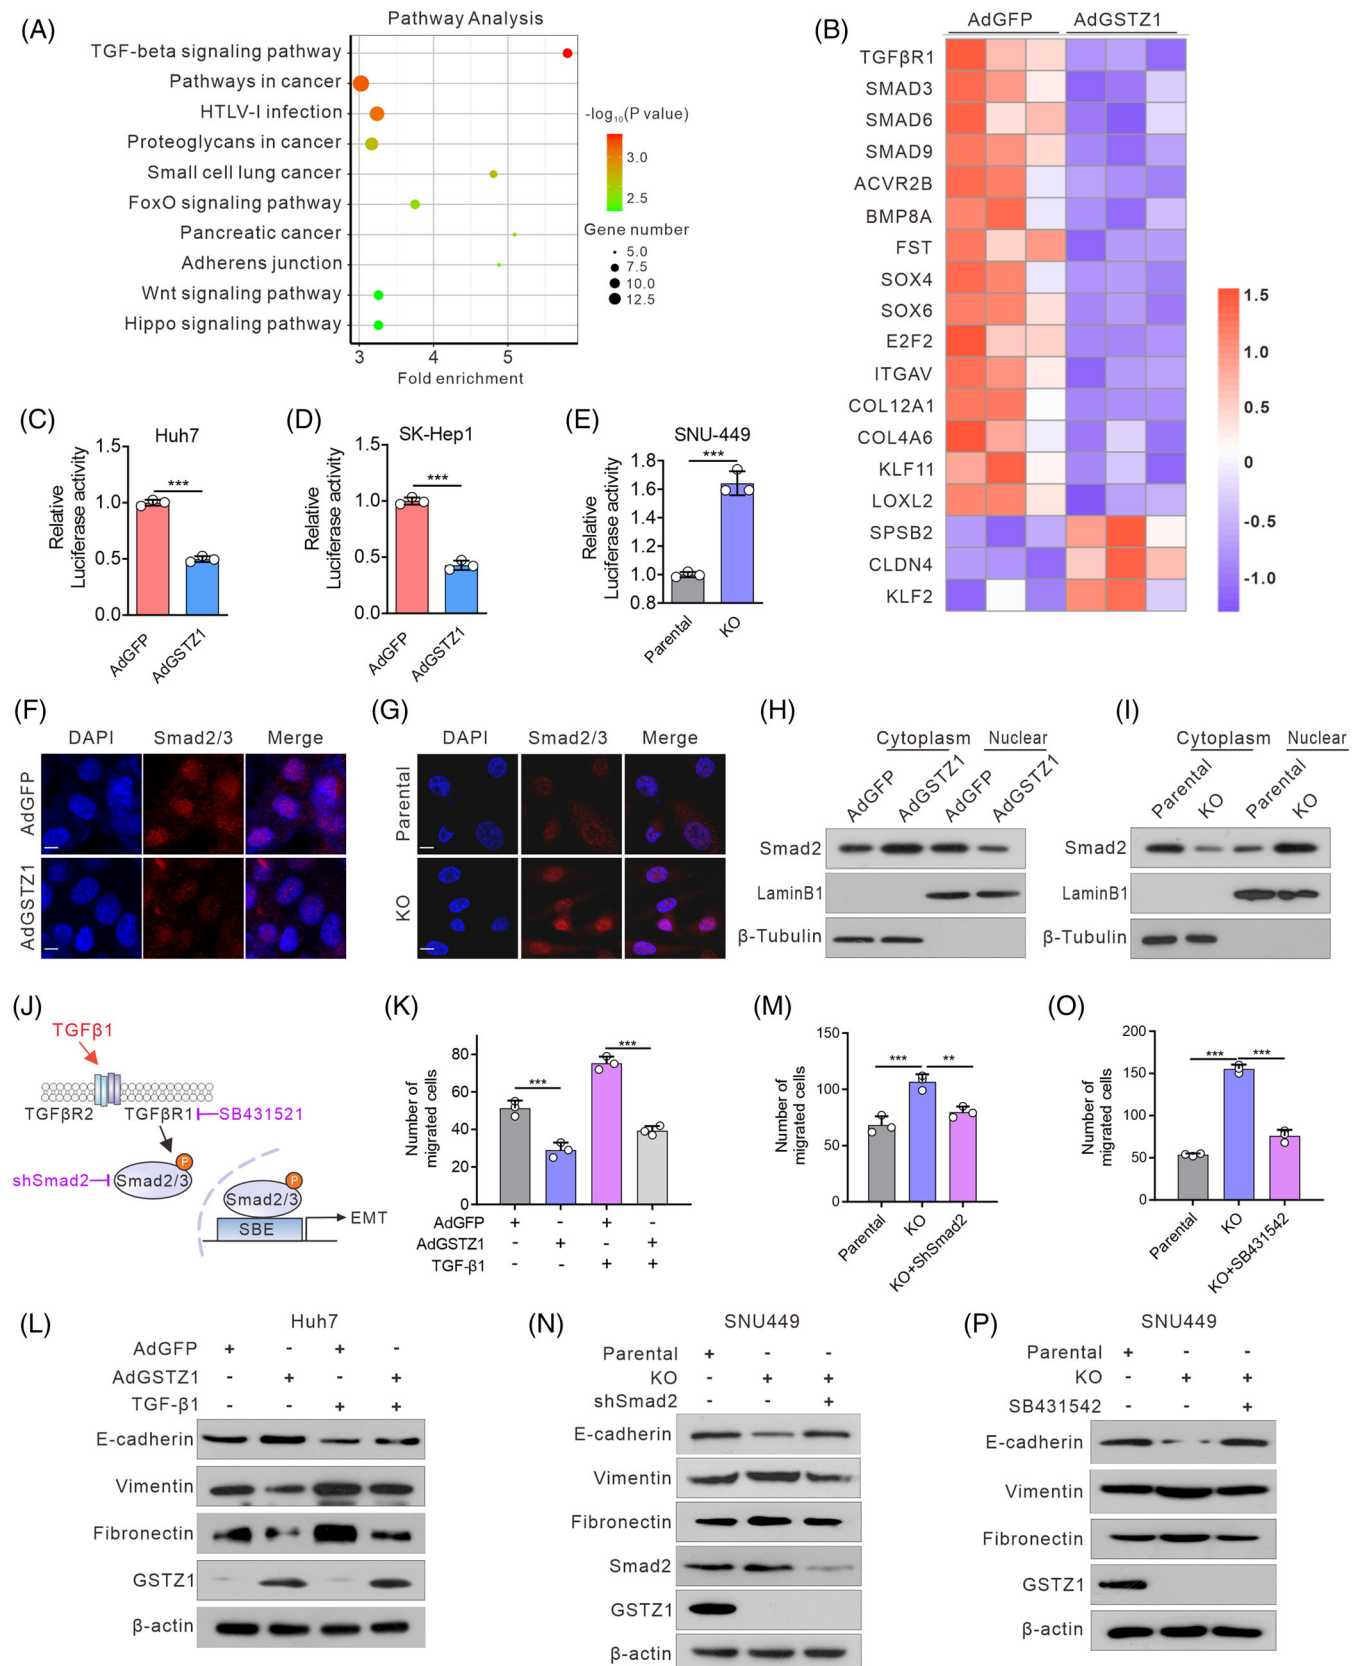 (A)
Pathway Analysis
TGF-beta signaling pathway
Pathways in cancer
HTLV-I infection
Proteoglycans in cancer
Small cell lung cancer
FoxO signaling pathway
Pancreatic cancer
Adherens junction
Wnt signaling pathway
Hippo signaling pathway
3 4 5
Fold enrichment
-log₁₀(P value)
3.0
2.5
Gene number
5.0
7.5
10.0
12.5
(B)
AdGFP AdGSTZ1
TGFβR1
SMAD3
SMAD6
SMAD9
ACVR2B
BMP8A
FST
SOX4
SOX6
E2F2
ITGAV
COL12A1
COL4A6
KLF11
LOXL2
SPSB2
CLDN4
KLF2
1.5
1.0
0.5
0
-0.5
-1.0
(C)
Huh7
Relative
Luciferase activity
1.5
1.0
0.5
0.0
***
AdGFP
AdGSTZ1
(D)
SK-Hep1
Relative
Luciferase activity
1.5
1.0
0.5
0.0
***
AdGFP
AdGSTZ1
(E)
SNU-449
Relative
Luciferase activity
1.8
1.6
1.4
1.2
1.0
0.8
***
Parental
KO
(F)
DAPI Smad2/3 Merge
AdGFP
AdGSTZ1
(G)
DAPI Smad2/3 Merge
Parental
KO
(H)
Cytoplasm Nuclear
AdGFP AdGSTZ1 AdGFP AdGSTZ1
Smad2
LaminB1
β-Tubulin
(I)
Cytoplasm Nuclear
Parental KO Parental KO
Smad2
LaminB1
β-Tubulin
(J)
TGFβ1
TGFβR2 TGFβR1 SB431521
P
shSmad2 Smad2/3
P
Smad2/3
SBE
EMT
(K)
Number of
migrated cells
80
60
40
20
0
*** ***
AdGFP + - + -
AdGSTZ1 - + - +
TGF-β1 - - + +
(M)
Number of
migrated cells
150
100
50
0
*** **
Parental
KO
KO+ShSmad2
(O)
Number of
migrated cells
200
150
100
50
0
*** ***
Parental
KO
KO+SB431542
(L)
Huh7
AdGFP + - + -
AdGSTZ1 - + - +
TGF-β1 - - + +
E-cadherin
Vimentin
Fibronectin
GSTZ1
β-actin
(N)
SNU449
Parental + - -
KO - + +
shSmad2 - - +
E-cadherin
Vimentin
Fibronectin
Smad2
GSTZ1
β-actin
(P)
SNU449
Parental + - -
KO - + +
SB431542 - - +
E-cadherin
Vimentin
Fibronectin
GSTZ1
β-actin